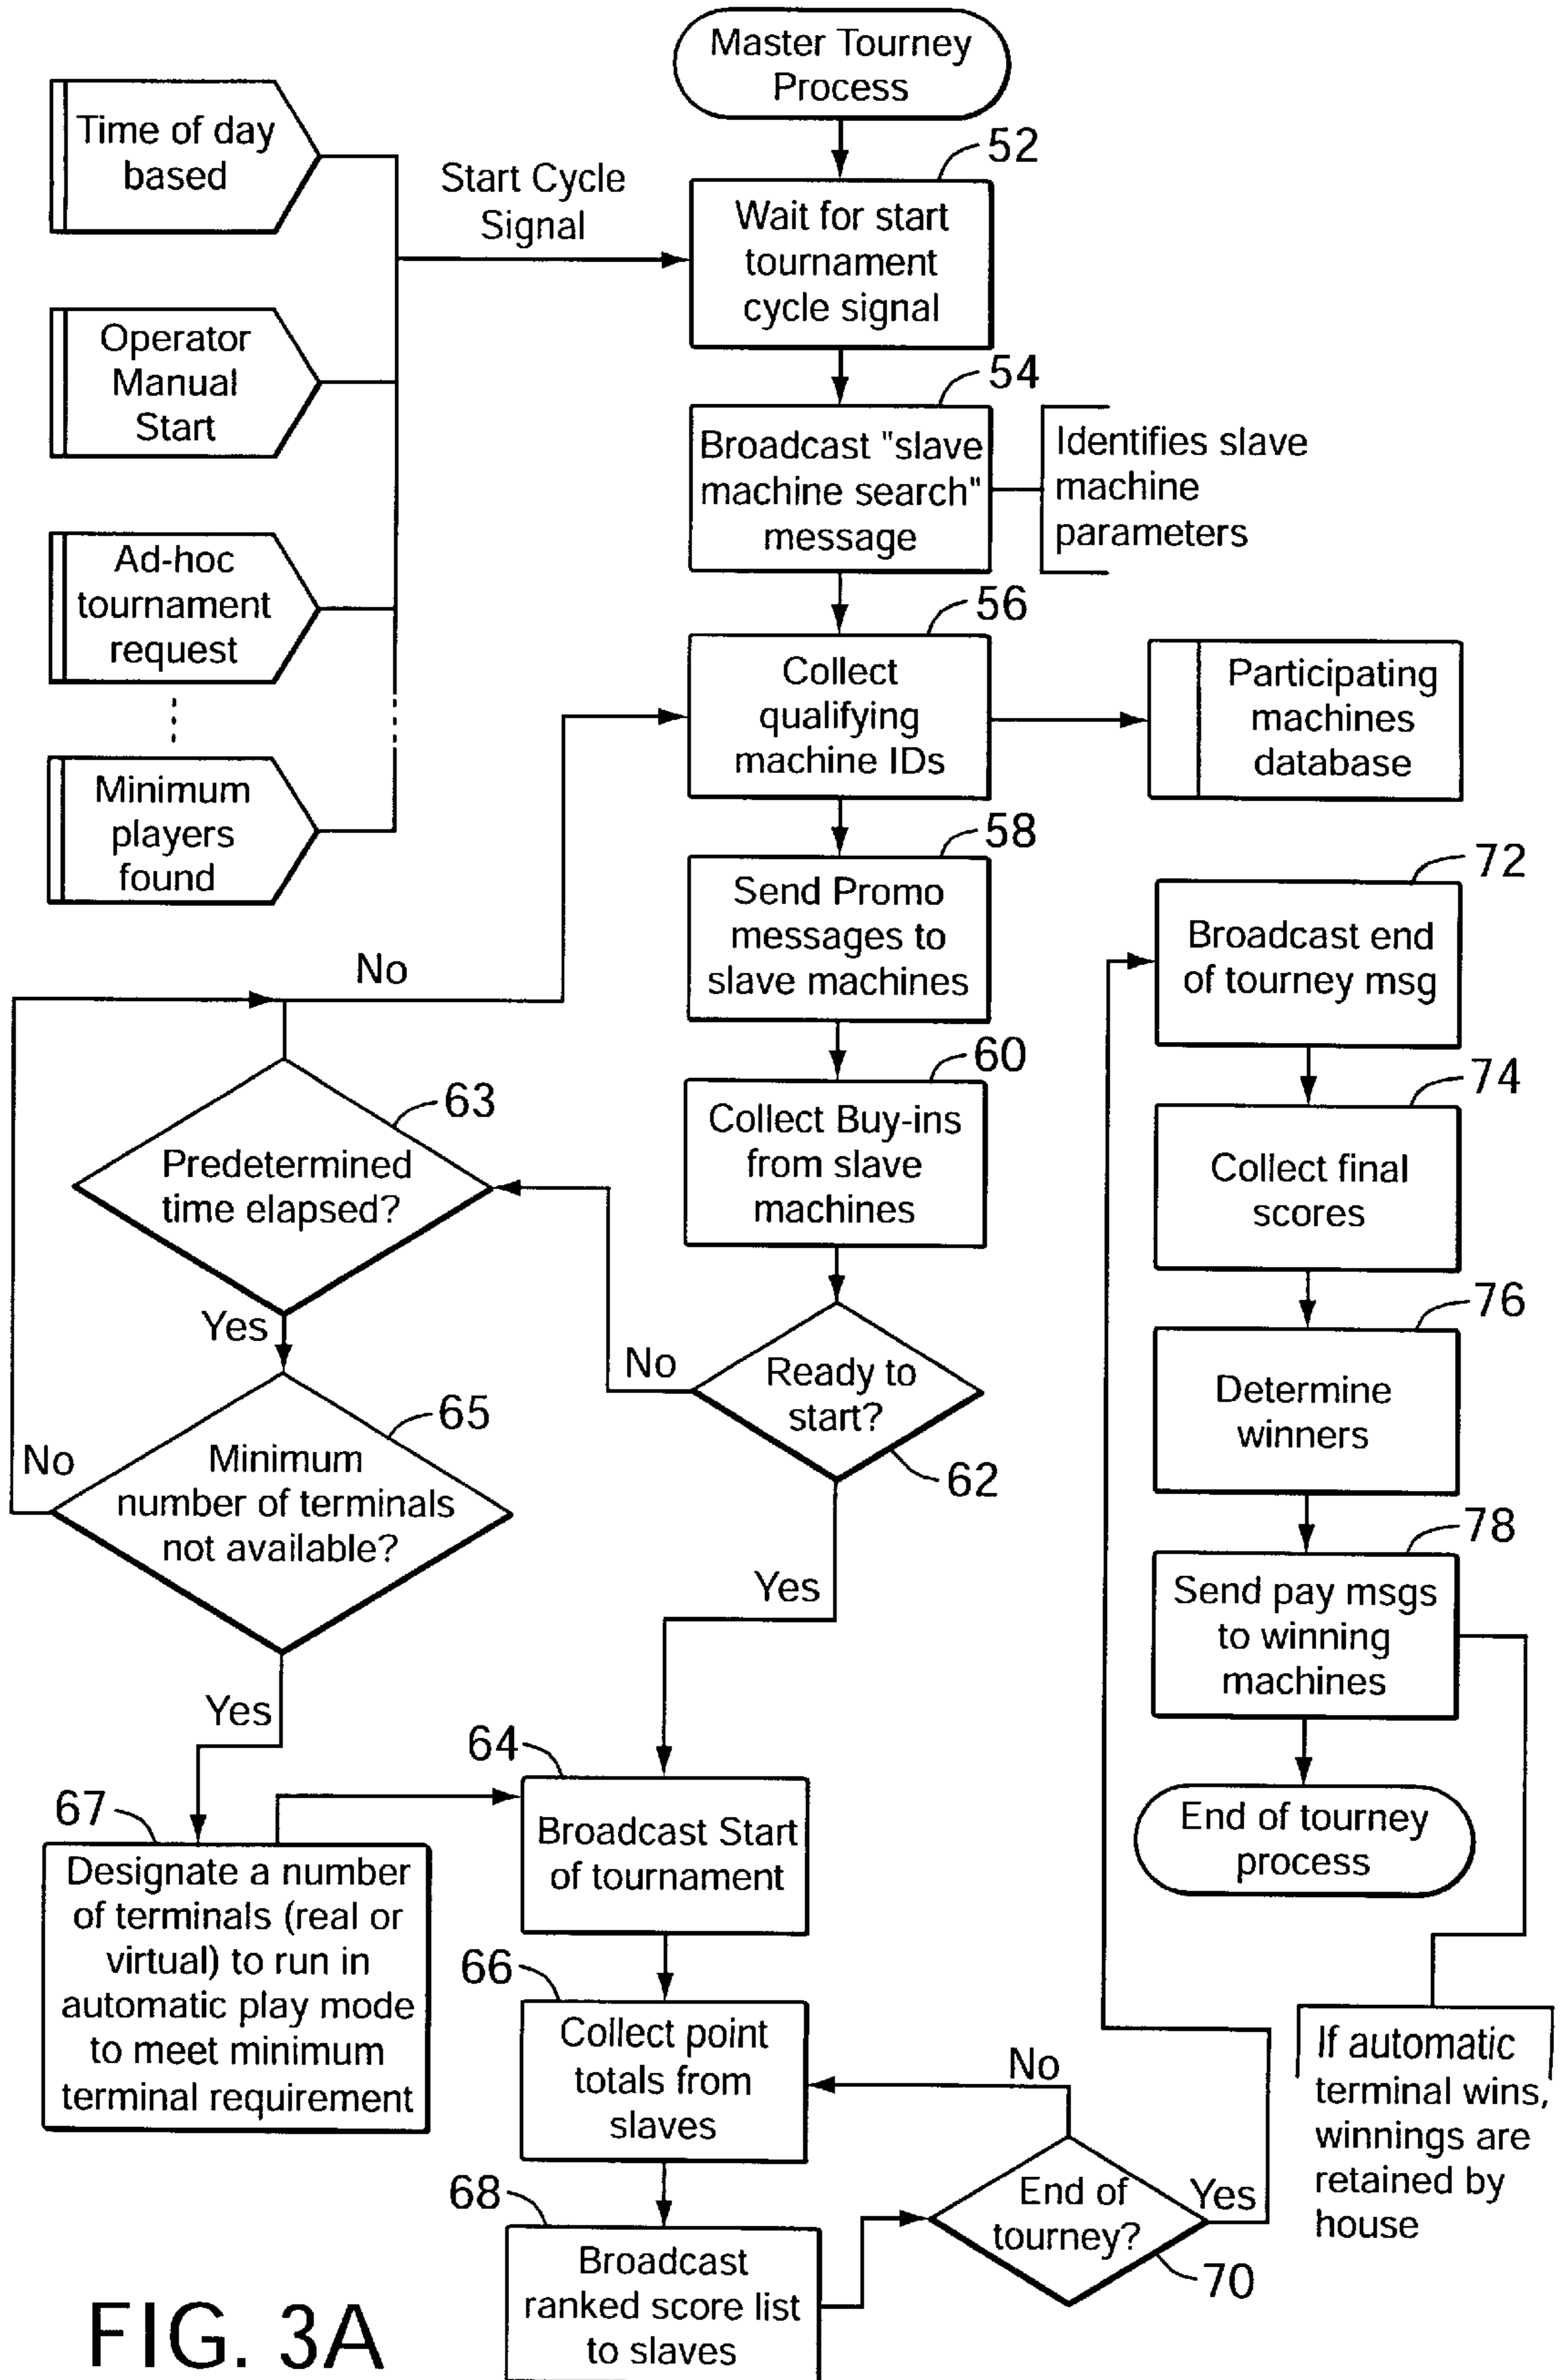 Master Tourney
Process
52
Time of day
based
Start Cycle
Signal
Wait for start
tournament
cycle signal
Operator
Manual
Start
54
Broadcast "slave
machine search"
message
Identifies slave
machine
parameters
Ad-hoc
tournament
request
56
Collect
qualifying
machine IDs
Participating
machines
database
Minimum
players
found
58
Send Promo
messages to
slave machines
72
Broadcast end
of tourney msg
No
60
Collect Buy-ins
from slave
machines
63
Predetermined
time elapsed?
Yes
74
Collect final
scores
No
Ready to
start?
62
76
Determine
winners
65
No
Minimum
number of terminals
not available?
Yes
Yes
78
Send pay msgs
to winning
machines
End of tourney
process
67
Designate a number
of terminals (real or
virtual) to run in
automatic play mode
to meet minimum
terminal requirement
64
Broadcast Start
of tournament
66
Collect point
totals from
slaves
No
68
Broadcast
ranked score list
to slaves
End of
tourney?
Yes
70
If automatic
terminal wins,
winnings are
retained by
house
FIG. 3A